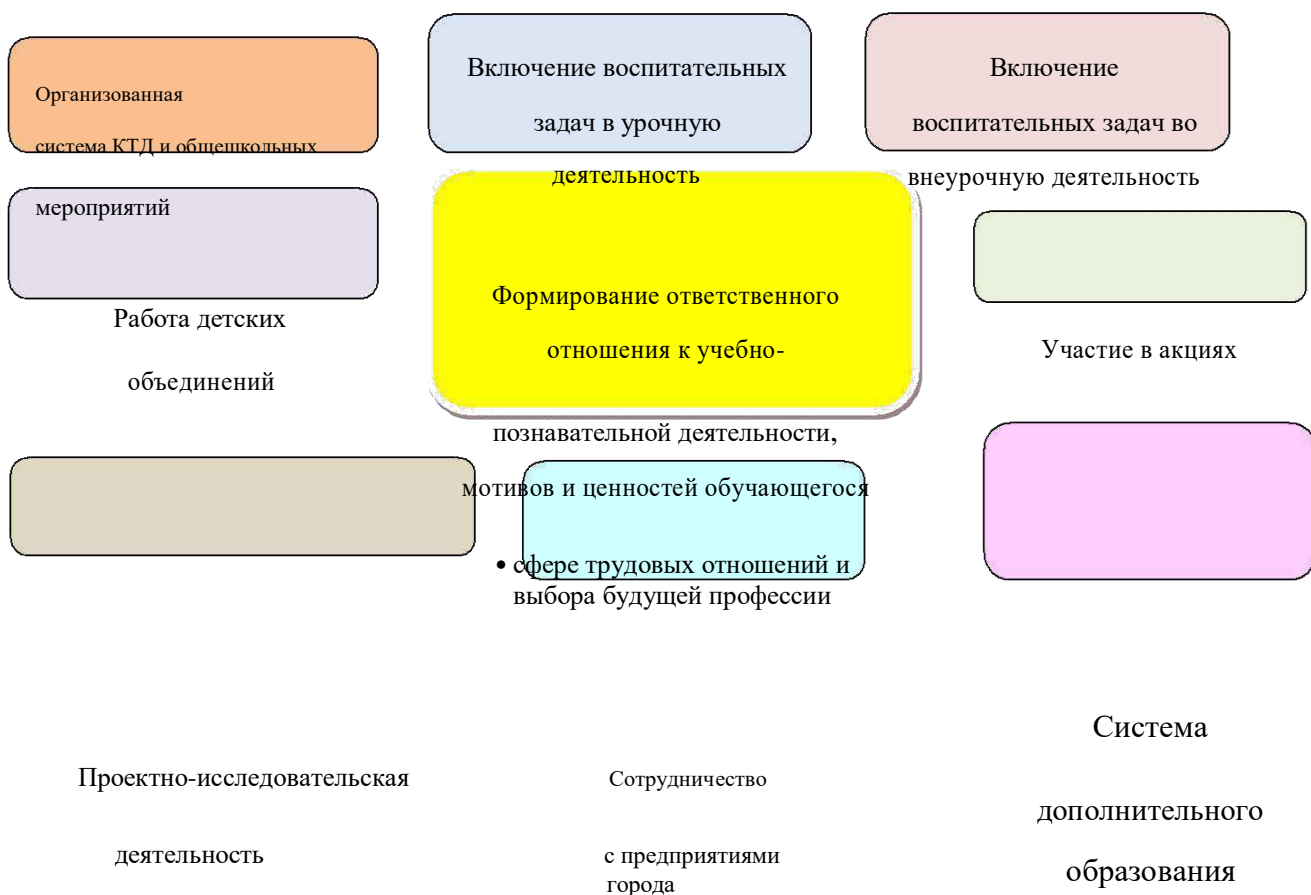 Организованная
система КТД и общешкольных
мероприятий
Включение воспитательных
задач в урочную
деятельность
Включение
воспитательных задач во
внеурочную деятельность
Работа детских
объединений
Формирование ответственного
отношения к учебно-
познавательной деятельности,
мотивов и ценностей обучающегося
• сфере трудовых отношений и
выбора будущей профессии
Участие в акциях
Проектно-исследовательская
деятельность
Сотрудничество
с предприятиями
города
Система
дополнительного
образования